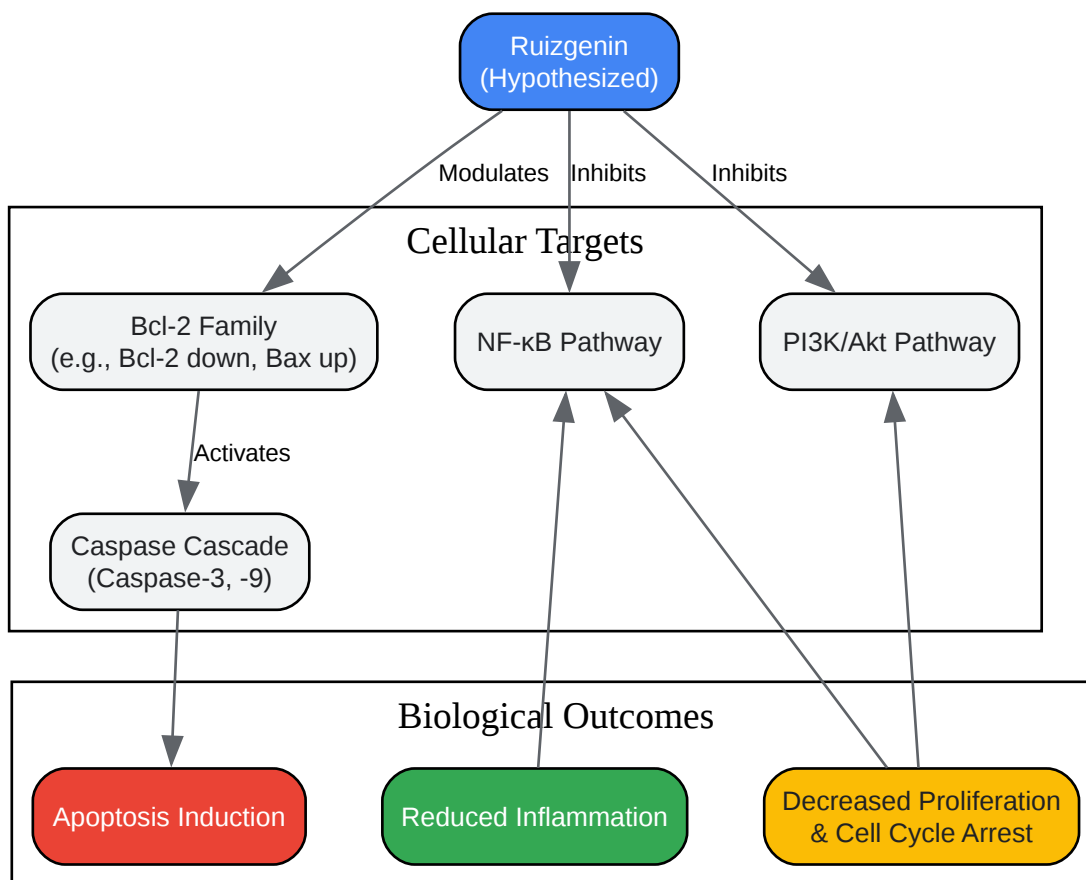 Ruizgenin
(Hypothesized)
Modulates
Inhibits
Inhibits
Cellular Targets
Bcl-2 Family
(e.g., Bcl-2 down, Bax up)
NF-κB Pathway
PI3K/Akt Pathway
Activates
Caspase Cascade
(Caspase-3, -9)
Biological Outcomes
Apoptosis Induction
Reduced Inflammation
Decreased Proliferation
& Cell Cycle Arrest